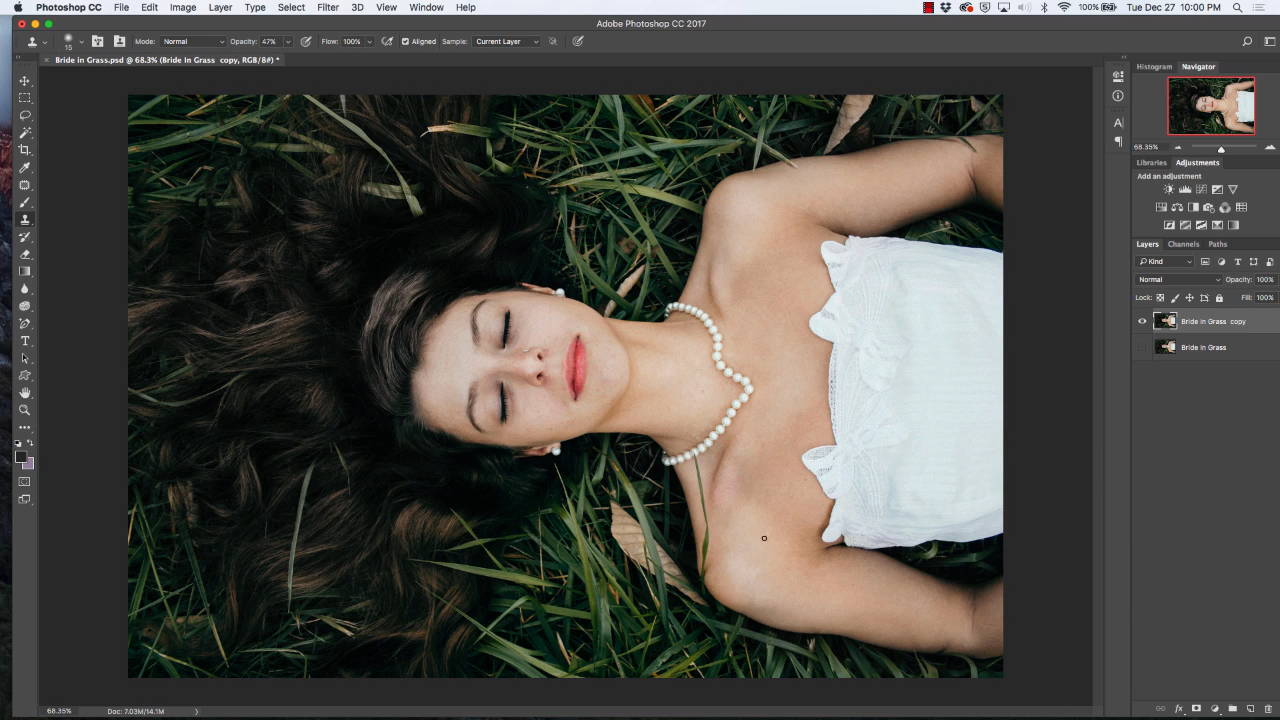 Photoshop CC File Edit Image Layer Type Select Filter 3D View Window Help 100% Tue Dec 27 10:00 PM
Adobe Photoshop CC 2017
15 Mode: Normal Opacity: 47% Flow: 100% Aligned Sample: Current Layer
Bride in Grass.psd @ 68.3% (Bride in Grass copy, RGB/8#) *
Histogram Navigator
68.35%
Libraries Adjustments
Add an adjustment
Layers Channels Paths
Kind
Normal Opacity: 100%
Lock: Fill: 100%
Bride in Grass copy
Bride in Grass
68.35% Doc: 7.03M/14.1M